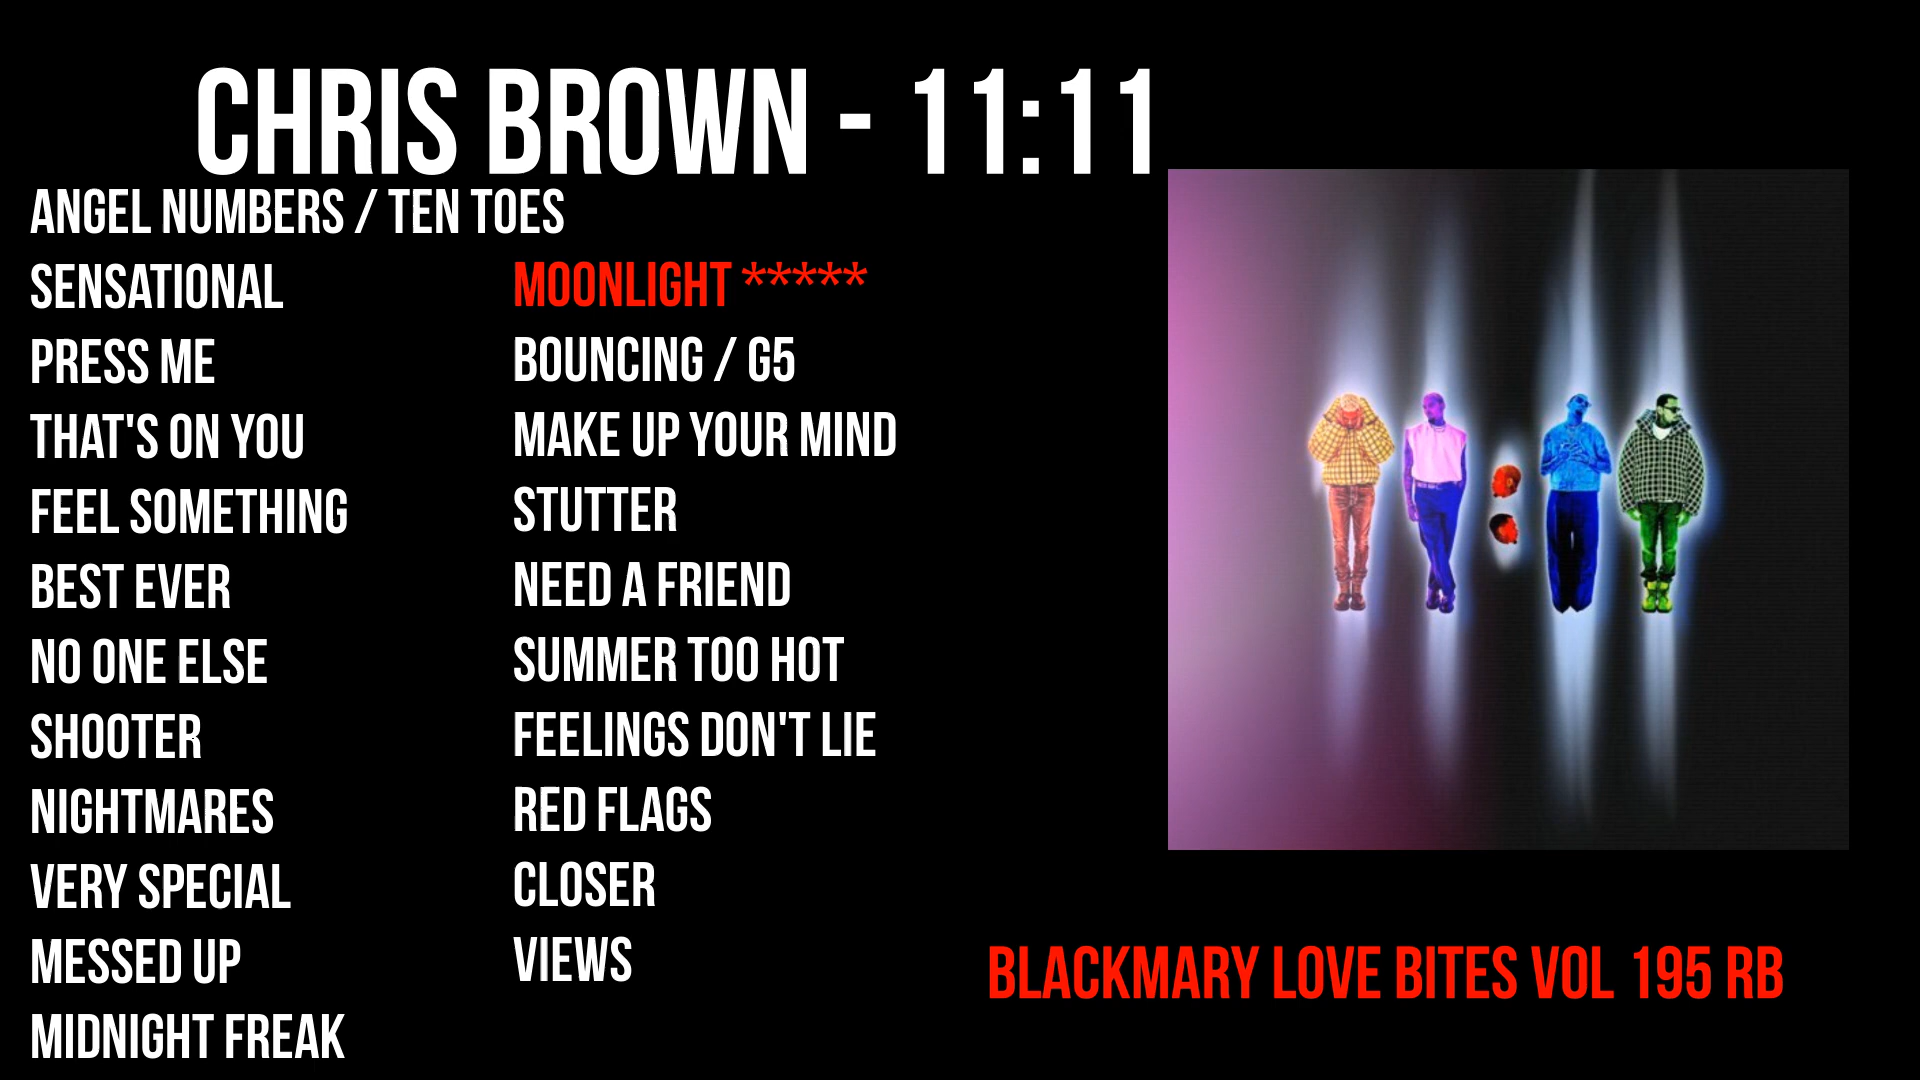 CHRIS BROWN - 11:11
ANGEL NUMBERS / TEN TOES
SENSATIONAL
PRESS ME
THAT'S ON YOU
FEEL SOMETHING
BEST EVER
NO ONE ELSE
SHOOTER
NIGHTMARES
VERY SPECIAL
MESSED UP
MIDNIGHT FREAK
MOONLIGHT *****
BOUNCING / G5
MAKE UP YOUR MIND
STUTTER
NEED A FRIEND
SUMMER TOO HOT
FEELINGS DON'T LIE
RED FLAGS
CLOSER
VIEWS
BLACKMARY LOVE BITES VOL 195 RB